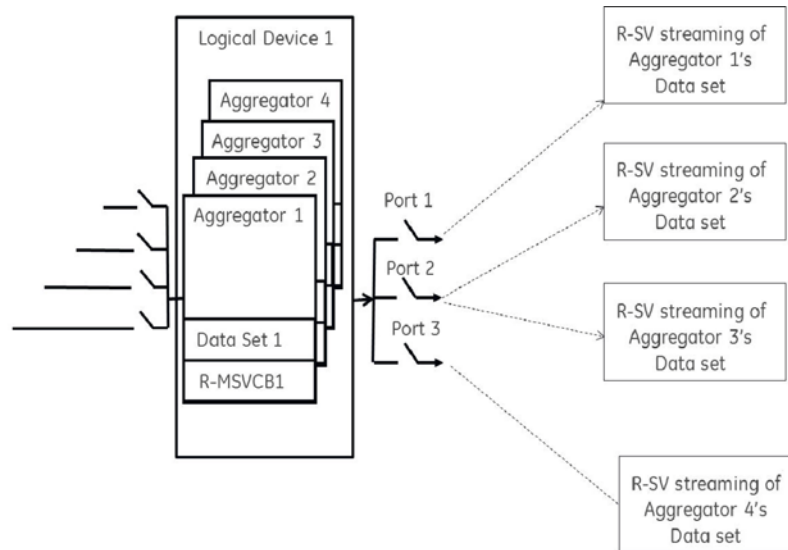 Logical Device 1
Aggregator 4
Aggregator 3
Aggregator 2
Aggregator 1
Data Set 1
R-MSVCB1
Port 1
Port 2
Port 3
R-SV streaming of
Aggregator 1's
Data set
R-SV streaming of
Aggregator 2's
Data set
R-SV streaming of
Aggregator 3's
Data set
R-SV streaming of
Aggregator 4's
Data set